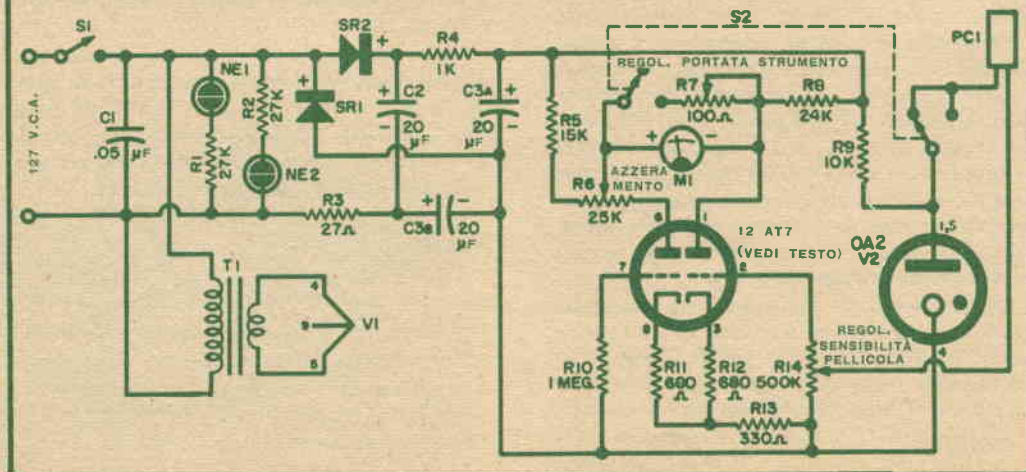 S1
127 V.C.A.
C1
.05 µF
NE1
R1
27K
R2
27K
NE2
SR2
+
SR1
+
R4
1K
+ C2
- 20
µF
C3A +
20 -
µF
R3
27Ω
+ -
C3B 20
µF
T1
4
9
5
V1
S2
REGOL. PORTATA STRUMENTO
R7
100Ω
R8
24K
R5
15K
+ -
M1
AZZERA
MENTO
R6
25K
R9
10K
PC1
6
1
12 AT7
(VEDI TESTO)
7
2
8
3
OA2
V2
1,5
4
REGOL.
SENSIBILITÀ
PELLICOLA
R10
1 MEG.
R11
680
Ω
R12
680
Ω
R14
500K
R13
330Ω